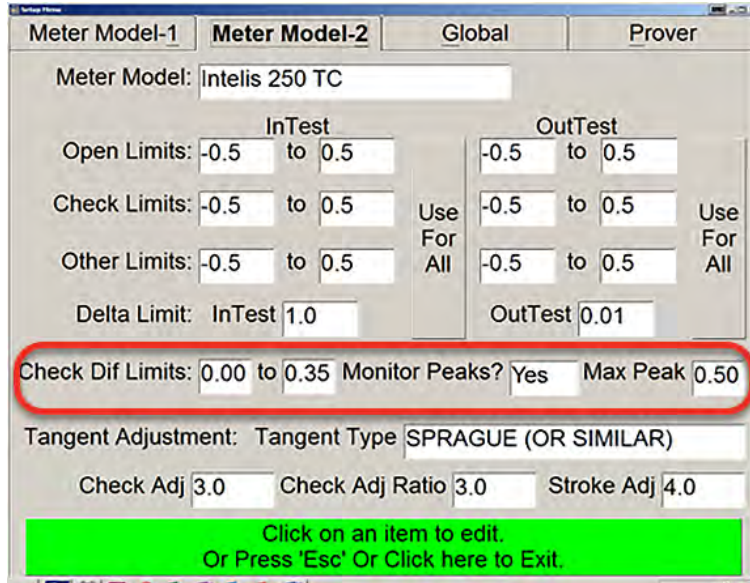 Setup Menu
Meter Model-1 Meter Model-2 Global Prover
Meter Model: Intelis 250 TC
InTest OutTest
Open Limits: -0.5 to 0.5 -0.5 to 0.5
Check Limits: -0.5 to 0.5 Use For All -0.5 to 0.5 Use For All
Other Limits: -0.5 to 0.5 -0.5 to 0.5
Delta Limit: InTest 1.0 OutTest 0.01
Check Dif Limits: 0.00 to 0.35 Monitor Peaks? Yes Max Peak 0.50
Tangent Adjustment: Tangent Type SPRAGUE (OR SIMILAR)
Check Adj 3.0 Check Adj Ratio 3.0 Stroke Adj 4.0
Click on an item to edit.
Or Press 'Esc' Or Click here to Exit.